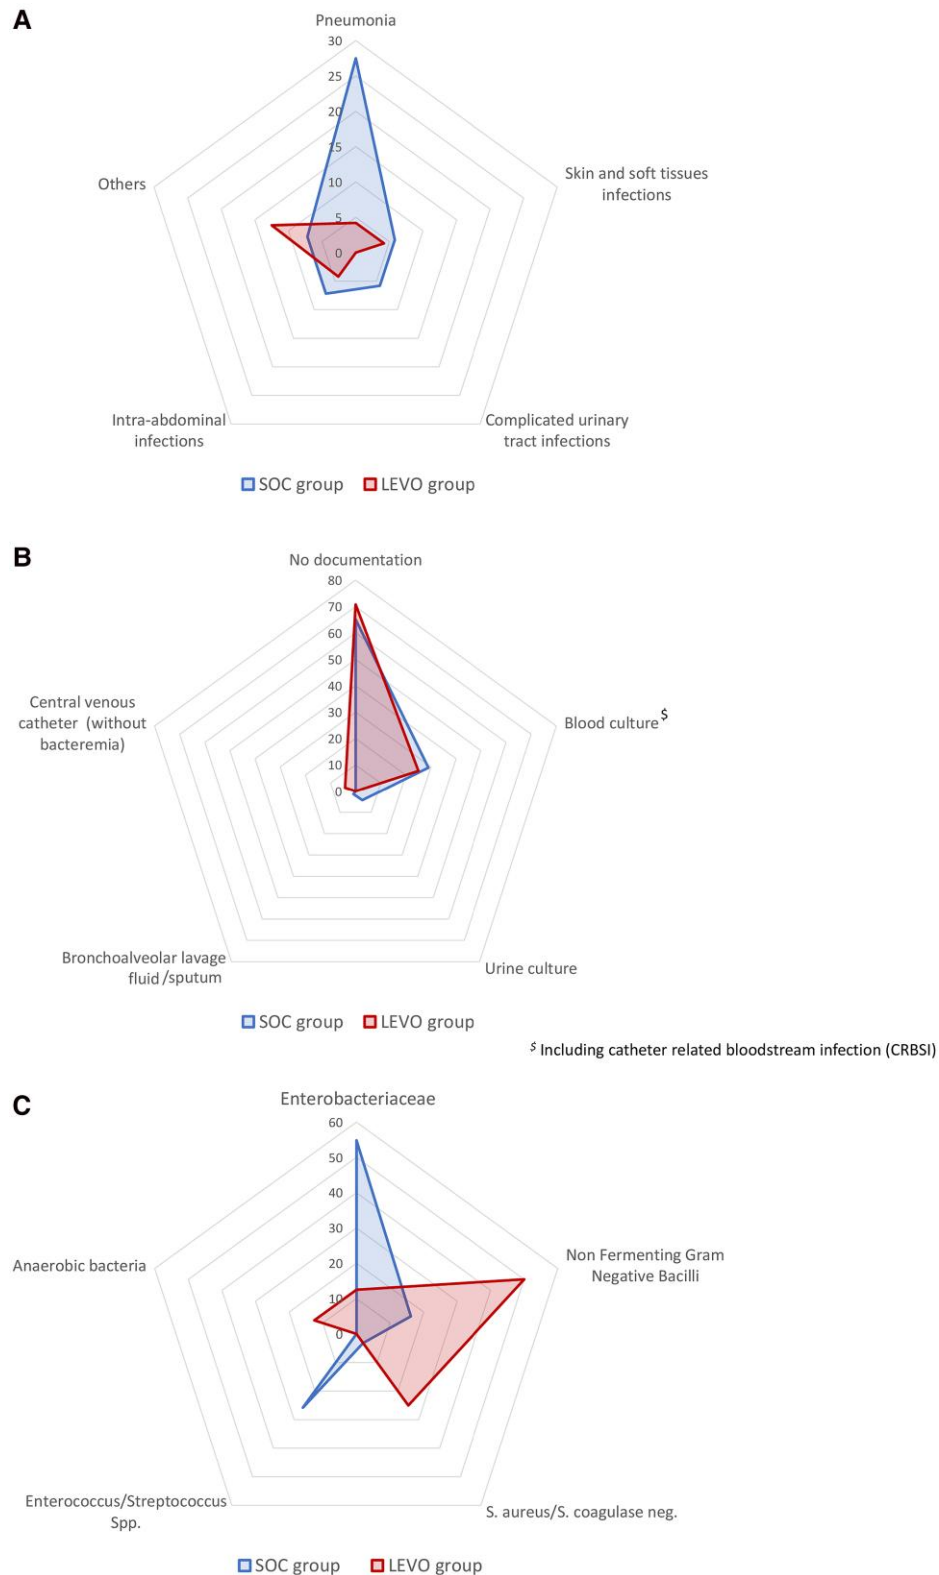 A
Pneumonia
30
25
20
15
10
5
0
Others
Skin and soft tissues
infections
Intra-abdominal
infections
Complicated urinary
tract infections
SOC group LEVO group
B
No documentation
80
70
60
50
40
30
20
10
0
Central venous
catheter (without
bacteremia)
Blood culture$
Bronchoalveolar lavage
fluid/sputum
Urine culture
SOC group LEVO group
$ Including catheter related bloodstream infection (CRBSI)
C
Enterobacteriaceae
60
50
40
30
20
10
0
Anaerobic bacteria
Non Fermenting Gram
Negative Bacilli
Enterococcus/Streptococcus
Spp.
S. aureus/S. coagulase neg.
SOC group LEVO group